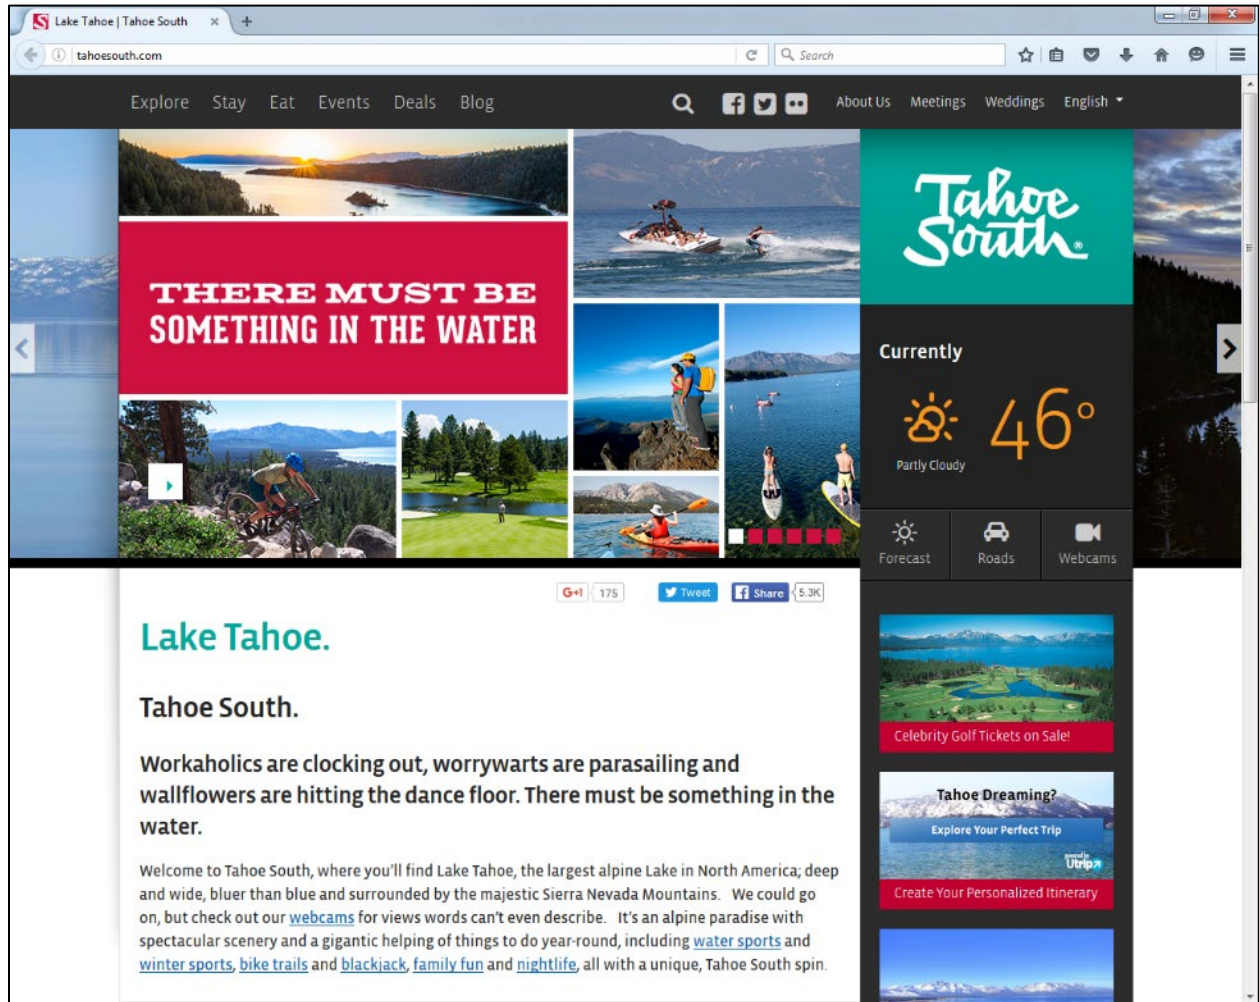 Lake Tahoe | Tahoe South
tahoesouth.com
Search
Explore Stay Eat Events Deals Blog
About Us Meetings Weddings English
THERE MUST BE
SOMETHING IN THE WATER
Tahoe
South®
Currently
46°
Partly Cloudy
Forecast Roads Webcams
G+1 175 Tweet Share 5.3K
Lake Tahoe.
Tahoe South.
Workaholics are clocking out, worrywarts are parasailing and
wallflowers are hitting the dance floor. There must be something in the
water.
Welcome to Tahoe South, where you'll find Lake Tahoe, the largest alpine Lake in North America; deep
and wide, bluer than blue and surrounded by the majestic Sierra Nevada Mountains. We could go
on, but check out our webcams for views words can't even describe. It's an alpine paradise with
spectacular scenery and a gigantic helping of things to do year-round, including water sports and
winter sports, bike trails and blackjack, family fun and nightlife, all with a unique, Tahoe South spin.
Celebrity Golf Tickets on Sale!
Tahoe Dreaming?
Explore Your Perfect Trip
powered by
Utrip
Create Your Personalized Itinerary